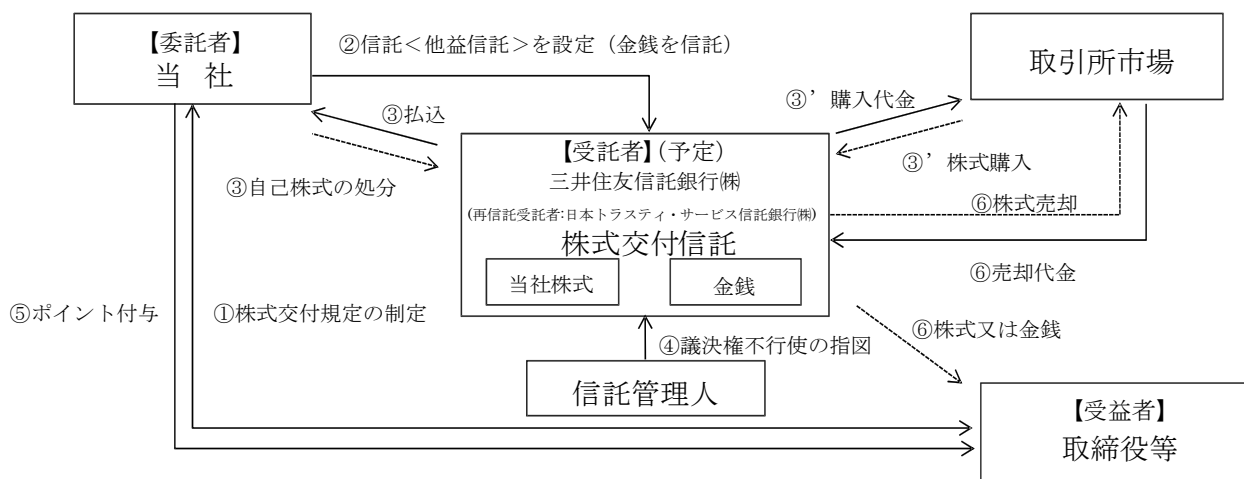 【委託者】
当 社
②信託<他益信託>を設定（金銭を信託）
取引所市場
③払込
③’購入代金
【受託者】(予定)
三井住友信託銀行㈱
(再信託受託者:日本トラスティ・サービス信託銀行㈱)
株式交付信託
当社株式
金銭
③自己株式の処分
③’株式購入
⑥株式売却
⑥売却代金
⑤ポイント付与
①株式交付規定の制定
④議決権不行使の指図
⑥株式又は金銭
信託管理人
【受益者】
取締役等